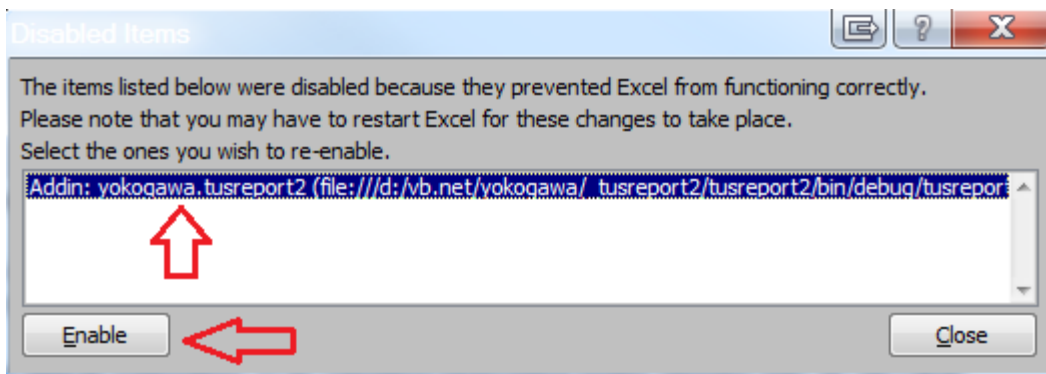 Disabled Items
The items listed below were disabled because they prevented Excel from functioning correctly.
Please note that you may have to restart Excel for these changes to take place.
Select the ones you wish to re-enable.
Addin: yokogawa.tusreport2 (file:///d:/vb.net/yokogawa/_tusreport2/tusreport2/bin/debug/tusrepor
Enable
Close